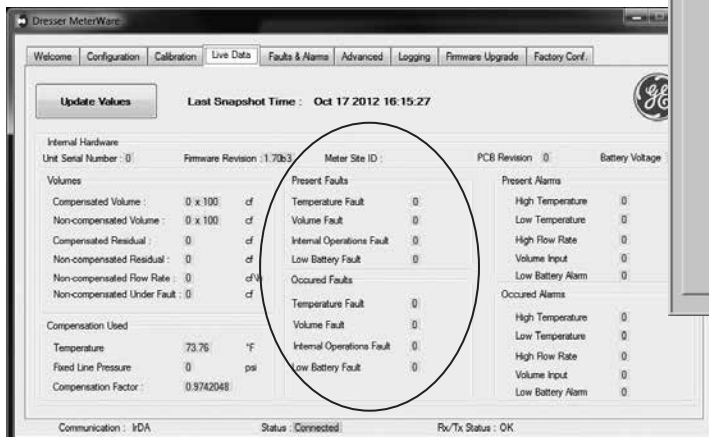 Dresser MeterWare
Welcome Configuration Calibration Live Data Faults & Alarms Advanced Logging Firmware Upgrade Factory Conf.
Update Values Last Snapshot Time : Oct 17 2012 16:15:27
Internal Hardware
Unit Serial Number : 0 Firmware Revision : 1.70b3 Meter Site ID : PCB Revision 0 Battery Voltage
Volumes
Compensated Volume : 0 x 100 cf
Non-compensated Volume : 0 x 100 cf
Compensated Residual : 0 cf
Non-compensated Residual : 0 cf
Non-compensated Flow Rate : 0 cf\h
Non-compensated Under Fault : 0 cf
Compensation Used
Temperature 73.76 °F
Fixed Line Pressure 0 psi
Compensation Factor : 0.9742048
Present Faults
Temperature Fault 0
Volume Fault 0
Internal Operations Fault 0
Low Battery Fault 0
Occured Faults
Temperature Fault 0
Volume Fault 0
Internal Operations Fault 0
Low Battery Fault 0
Present Alarms
High Temperature 0
Low Temperature 0
High Flow Rate 0
Volume Input 0
Low Battery Alarm 0
Occured Alarms
High Temperature 0
Low Temperature 0
High Flow Rate 0
Volume Input 0
Low Battery Alarm 0
Communication : IrDA Status : Connected Rx/Tx Status : OK
GE